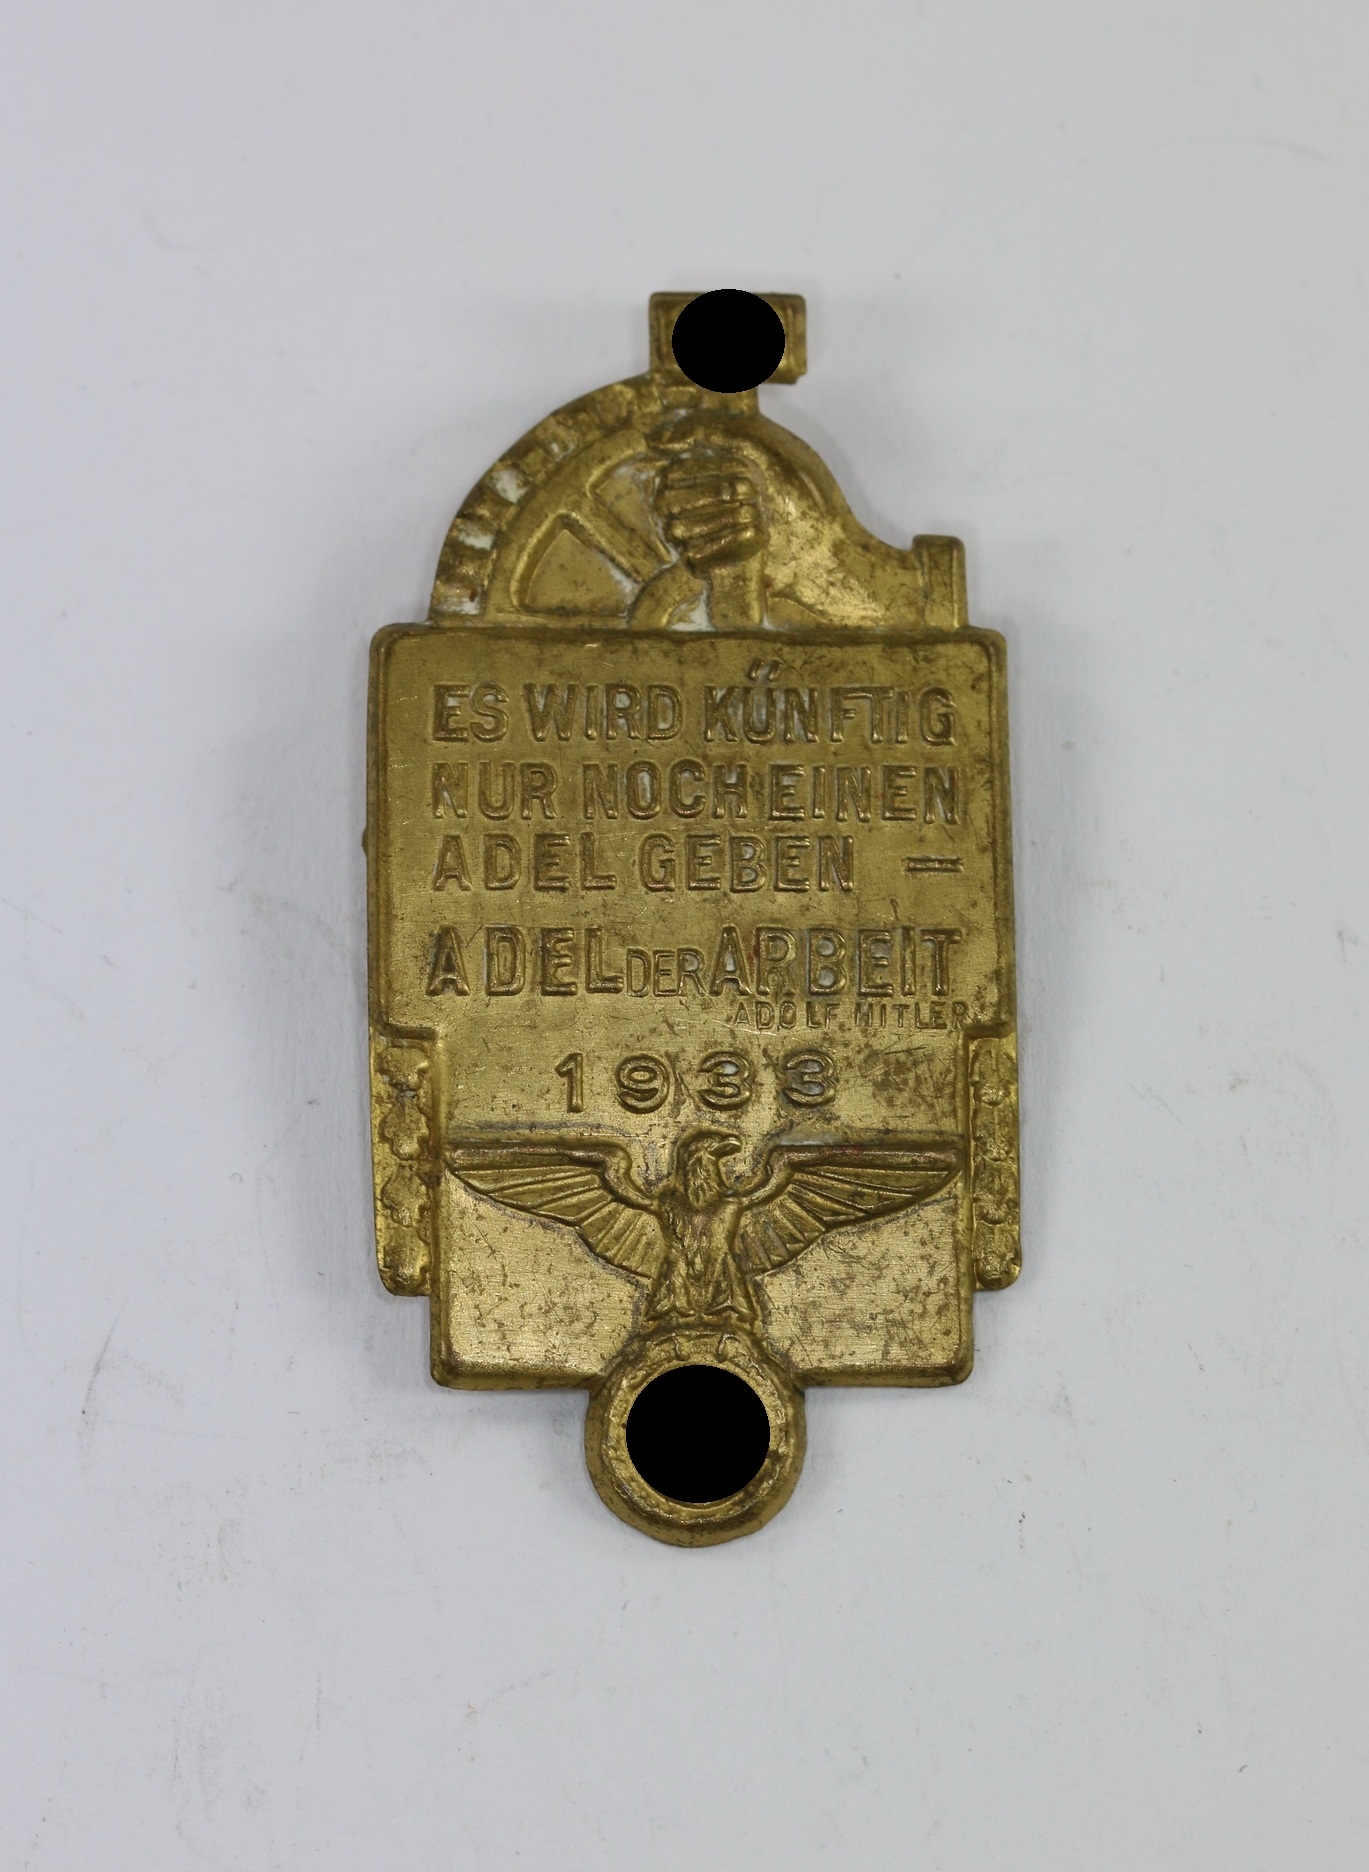 ES WIRD KÜNFTIG
NUR NOCH EINEN
ADEL GEBEN —
ADEL DER ARBEIT
ADOLF HITLER
1933